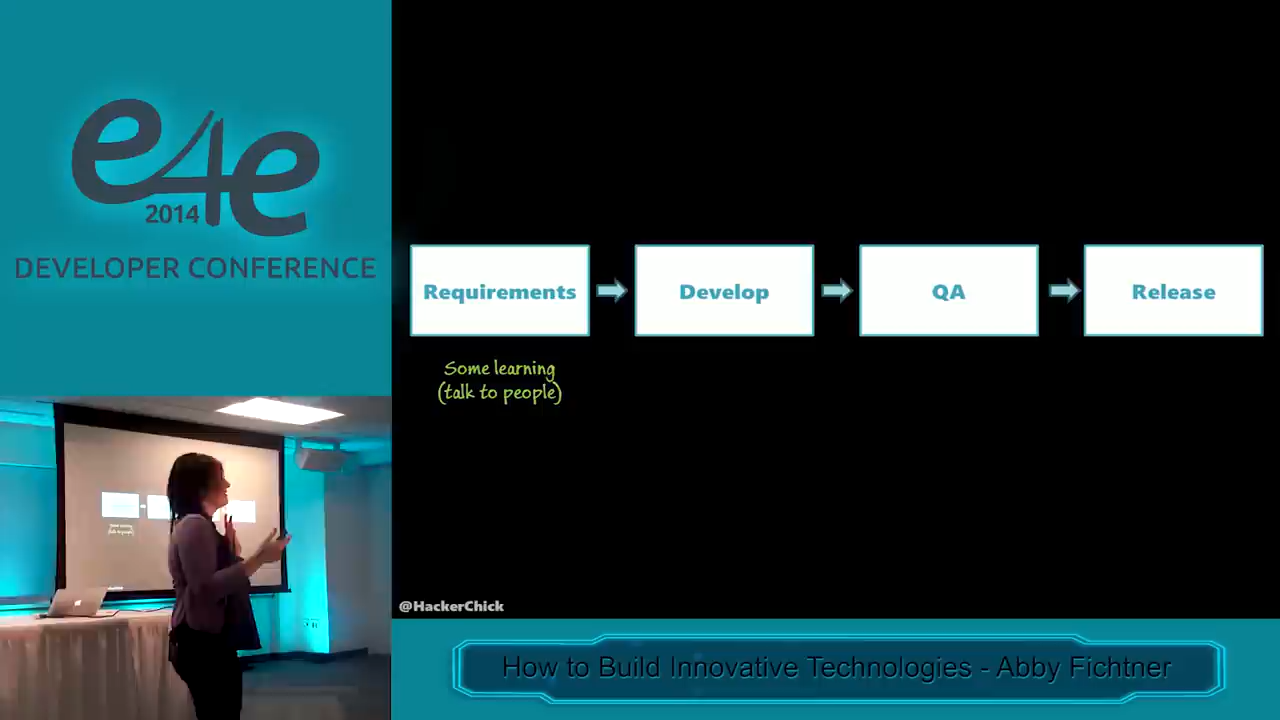 e4e
2014
DEVELOPER CONFERENCE
Requirements
Develop
QA
Release
Some learning
(talk to people)
@HackerChick
How to Build Innovative Technologies - Abby Fichtner